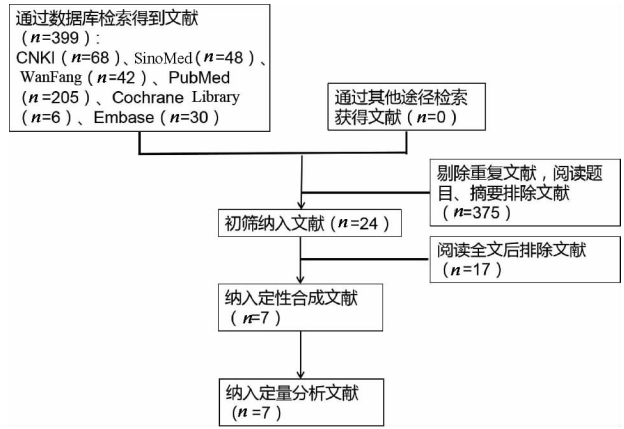 通过数据库检索得到文献
（n=399）:
CNKI（n=68）、SinoMed（n=48）、
WanFang（n=42）、PubMed
（n=205）、Cochrane Library
（n=6）、Embase（n=30）
通过其他途径检索
获得文献（n=0）
剔除重复文献，阅读题
目、摘要排除文献
（n=375）
初筛纳入文献（n=24）
阅读全文后排除文献
（n=17）
纳入定性合成文献
（n=7）
纳入定量分析文献
（n=7）